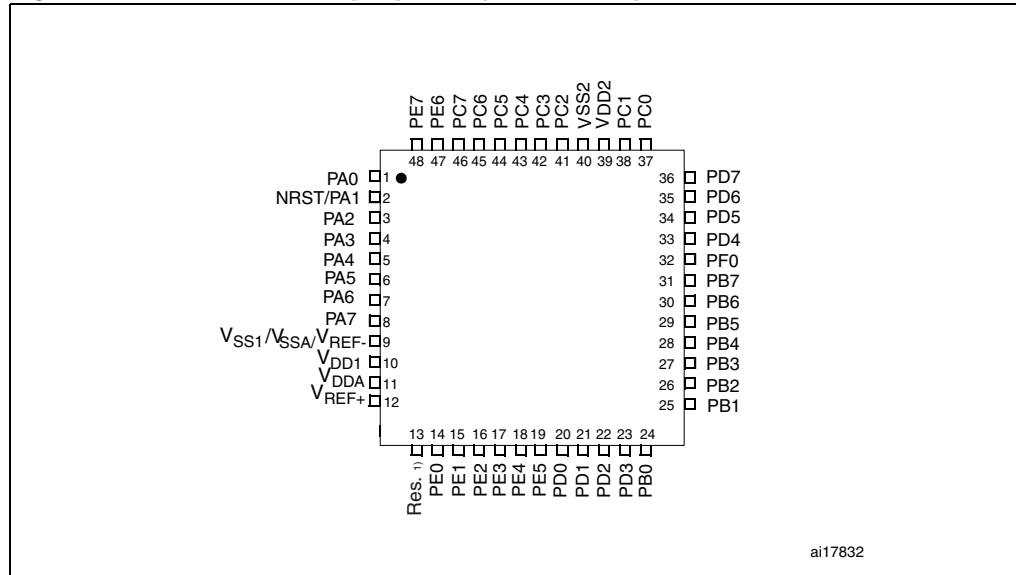 PE7 PE6 PC7 PC6 PC5 PC4 PC3 PC2 VSS2 VDD2 PC1 PC0
48 47 46 45 44 43 42 41 40 39 38 37
PA0 1 36 PD7
NRST/PA1 2 35 PD6
PA2 3 34 PD5
PA3 4 33 PD4
PA4 5 32 PF0
PA5 6 31 PB7
PA6 7 30 PB6
PA7 8 29 PB5
VSS1/VSSA/VREF- 9 28 PB4
VDD1 10 27 PB3
VDDA 11 26 PB2
VREF+ 12 25 PB1
13 14 15 16 17 18 19 20 21 22 23 24
Res. 1) PE0 PE1 PE2 PE3 PE4 PE5 PD0 PD1 PD2 PD3 PB0
ai17832